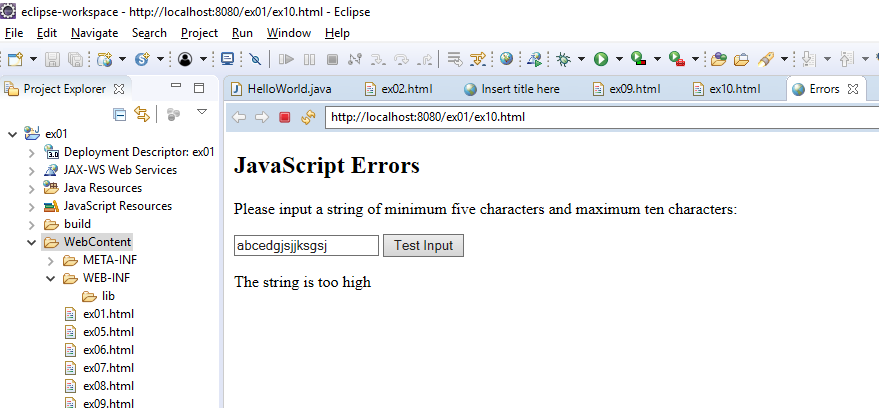 eclipse-workspace - http://localhost:8080/ex01/ex10.html - Eclipse
File Edit Navigate Search Project Run Window Help
Project Explorer
HelloWorld.java ex02.html Insert title here ex09.html ex10.html Errors
http://localhost:8080/ex01/ex10.html
ex01
3.0 Deployment Descriptor: ex01
JAX-WS Web Services
Java Resources
JavaScript Resources
build
WebContent
META-INF
WEB-INF
lib
ex01.html
ex05.html
ex06.html
ex07.html
ex08.html
ex09.html
JavaScript Errors
Please input a string of minimum five characters and maximum ten characters:
abcedgjsjjksgsj Test Input
The string is too high